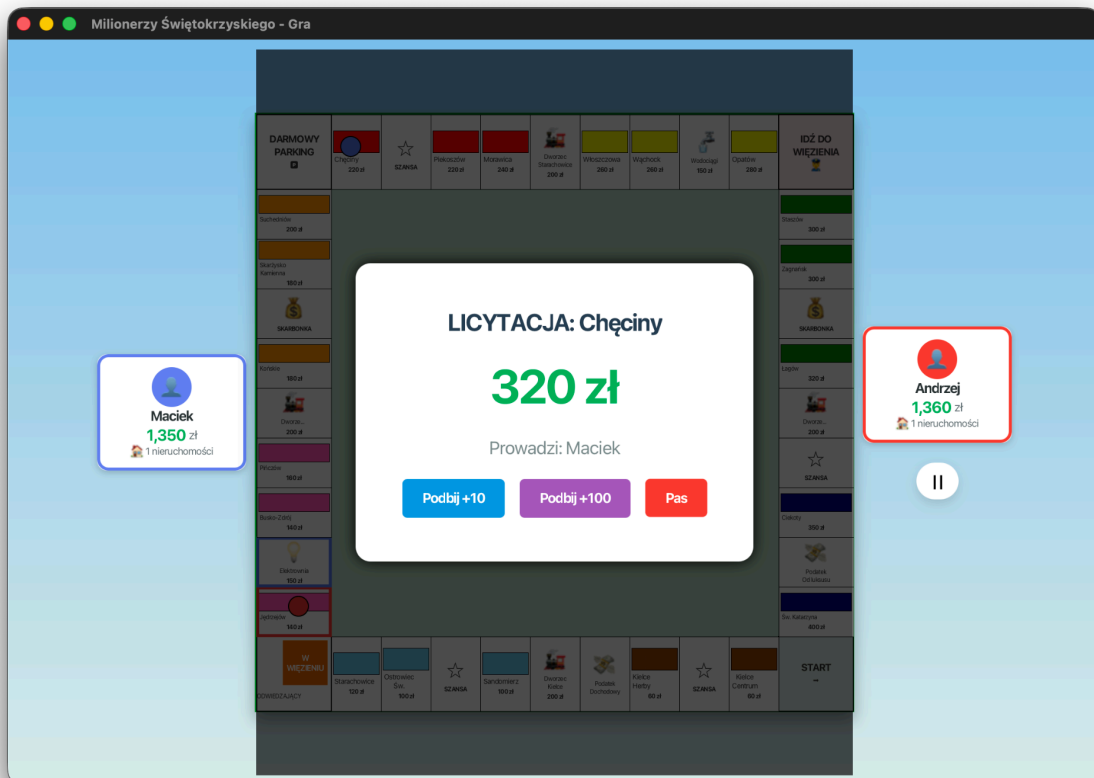 Milionerzy Świętokrzyskiego - Gra
DARMOWY
PARKING
P
Chęciny
220 zł
SZANSA
Piekoszów
220 zł
Morawica
240 zł
Dworzec
Starachowice
200 zł
Włoszczowa
260 zł
Wąchock
260 zł
Wodociągi
150 zł
Opatów
280 zł
IDŹ DO
WIĘZIENIA
Suchedniów
200 zł
Staszów
300 zł
Skarżysko
Kamienna
180 zł
Zagnańsk
300 zł
SKARBONKA
SKARBONKA
LICYTACJA: Chęciny
320 zł
Prowadzi: Maciek
Podbij +10
Podbij +100
Pas
Maciek
1,350 zł
1 nieruchomości
Andrzej
1,360 zł
1 nieruchomości
Końskie
180 zł
Łagów
320 zł
Dworze...
200 zł
Dworze...
200 zł
Pińczów
160 zł
SZANSA
Busko-Zdrój
140 zł
Elektrownia
150 zł
Podatek
Od luksusu
Jędrzejów
140 zł
Św. Katarzyna
400 zł
W
WIĘZIENIU
ODWIEDZAJĄCY
Starachowice
120 zł
Ostrowiec
Św.
100 zł
SZANSA
Sandomierz
100 zł
Dworzec
Kielce
200 zł
Podatek
Dochodowy
Kielce
Herby
60 zł
SZANSA
Kielce
Centrum
60 zł
START
→